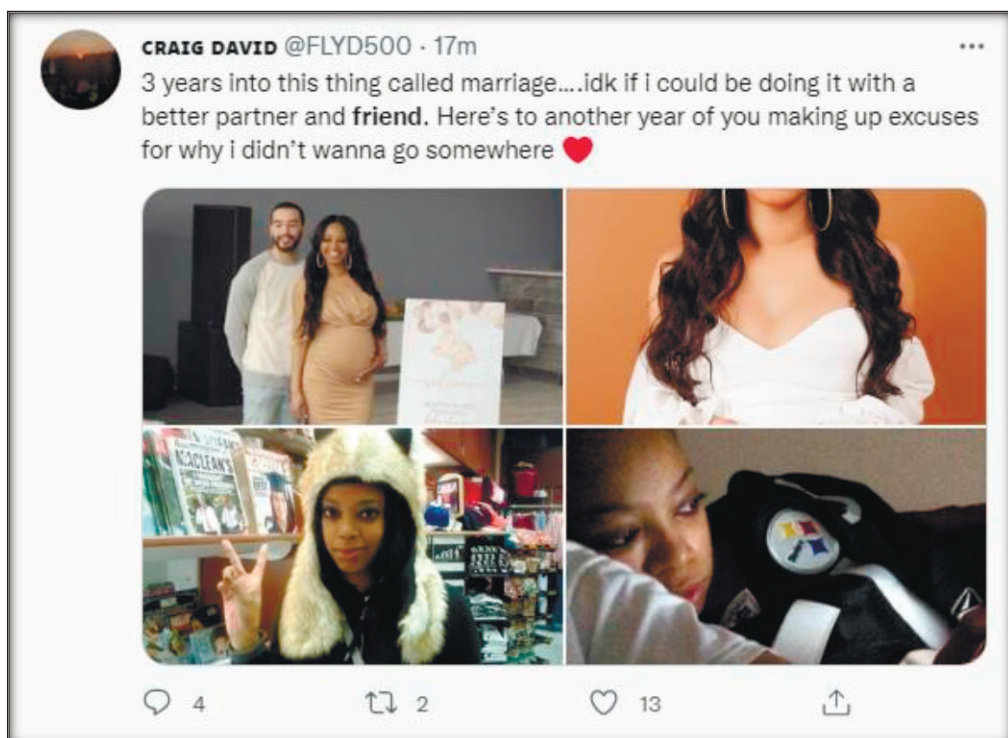 CRAIG DAVID @FLYD500 · 17m
3 years into this thing called marriage....idk if i could be doing it with a
better partner and friend. Here's to another year of you making up excuses
for why i didn't wanna go somewhere ❤️
MACLEAN'S
4 2 13